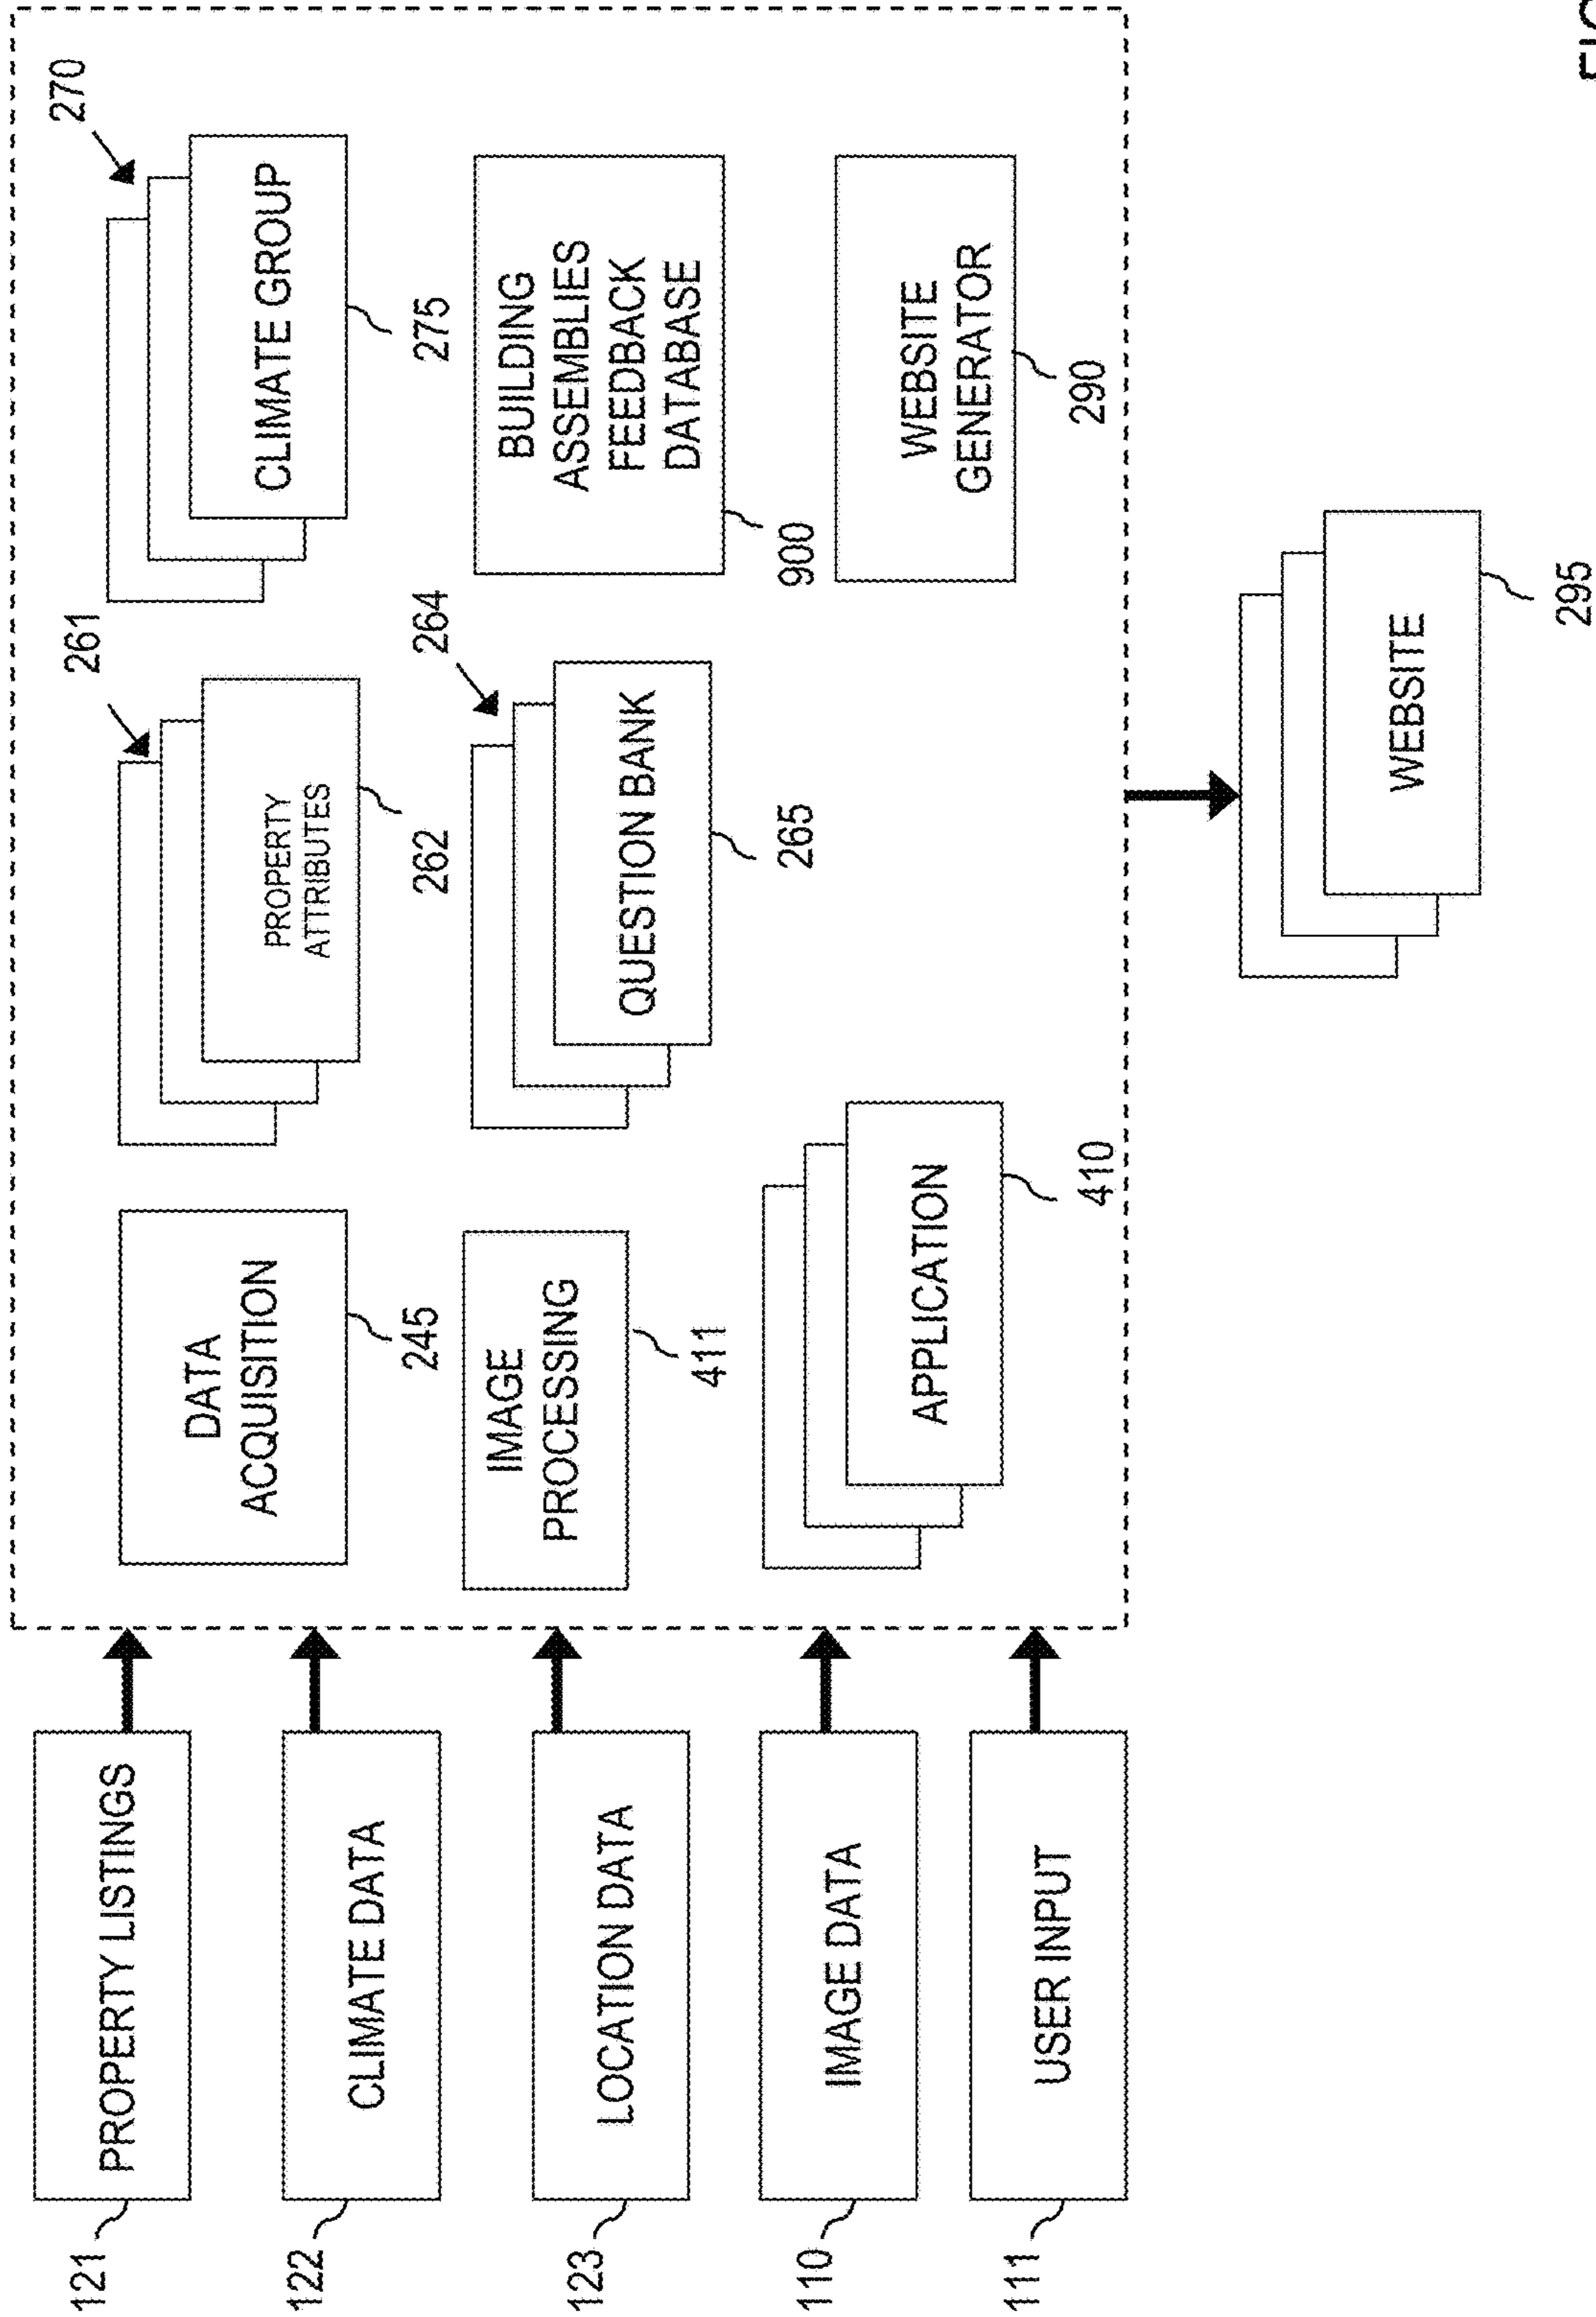 121
PROPERTY LISTINGS
122
CLIMATE DATA
123
LOCATION DATA
110
IMAGE DATA
111
USER INPUT
DATA
ACQUISITION
245
IMAGE
PROCESSING
411
APPLICATION
410
261
PROPERTY
ATTRIBUTES
262
264
QUESTION BANK
265
270
CLIMATE GROUP
275
BUILDING
ASSEMBLIES
FEEDBACK
DATABASE
900
WEBSITE
GENERATOR
290
WEBSITE
295